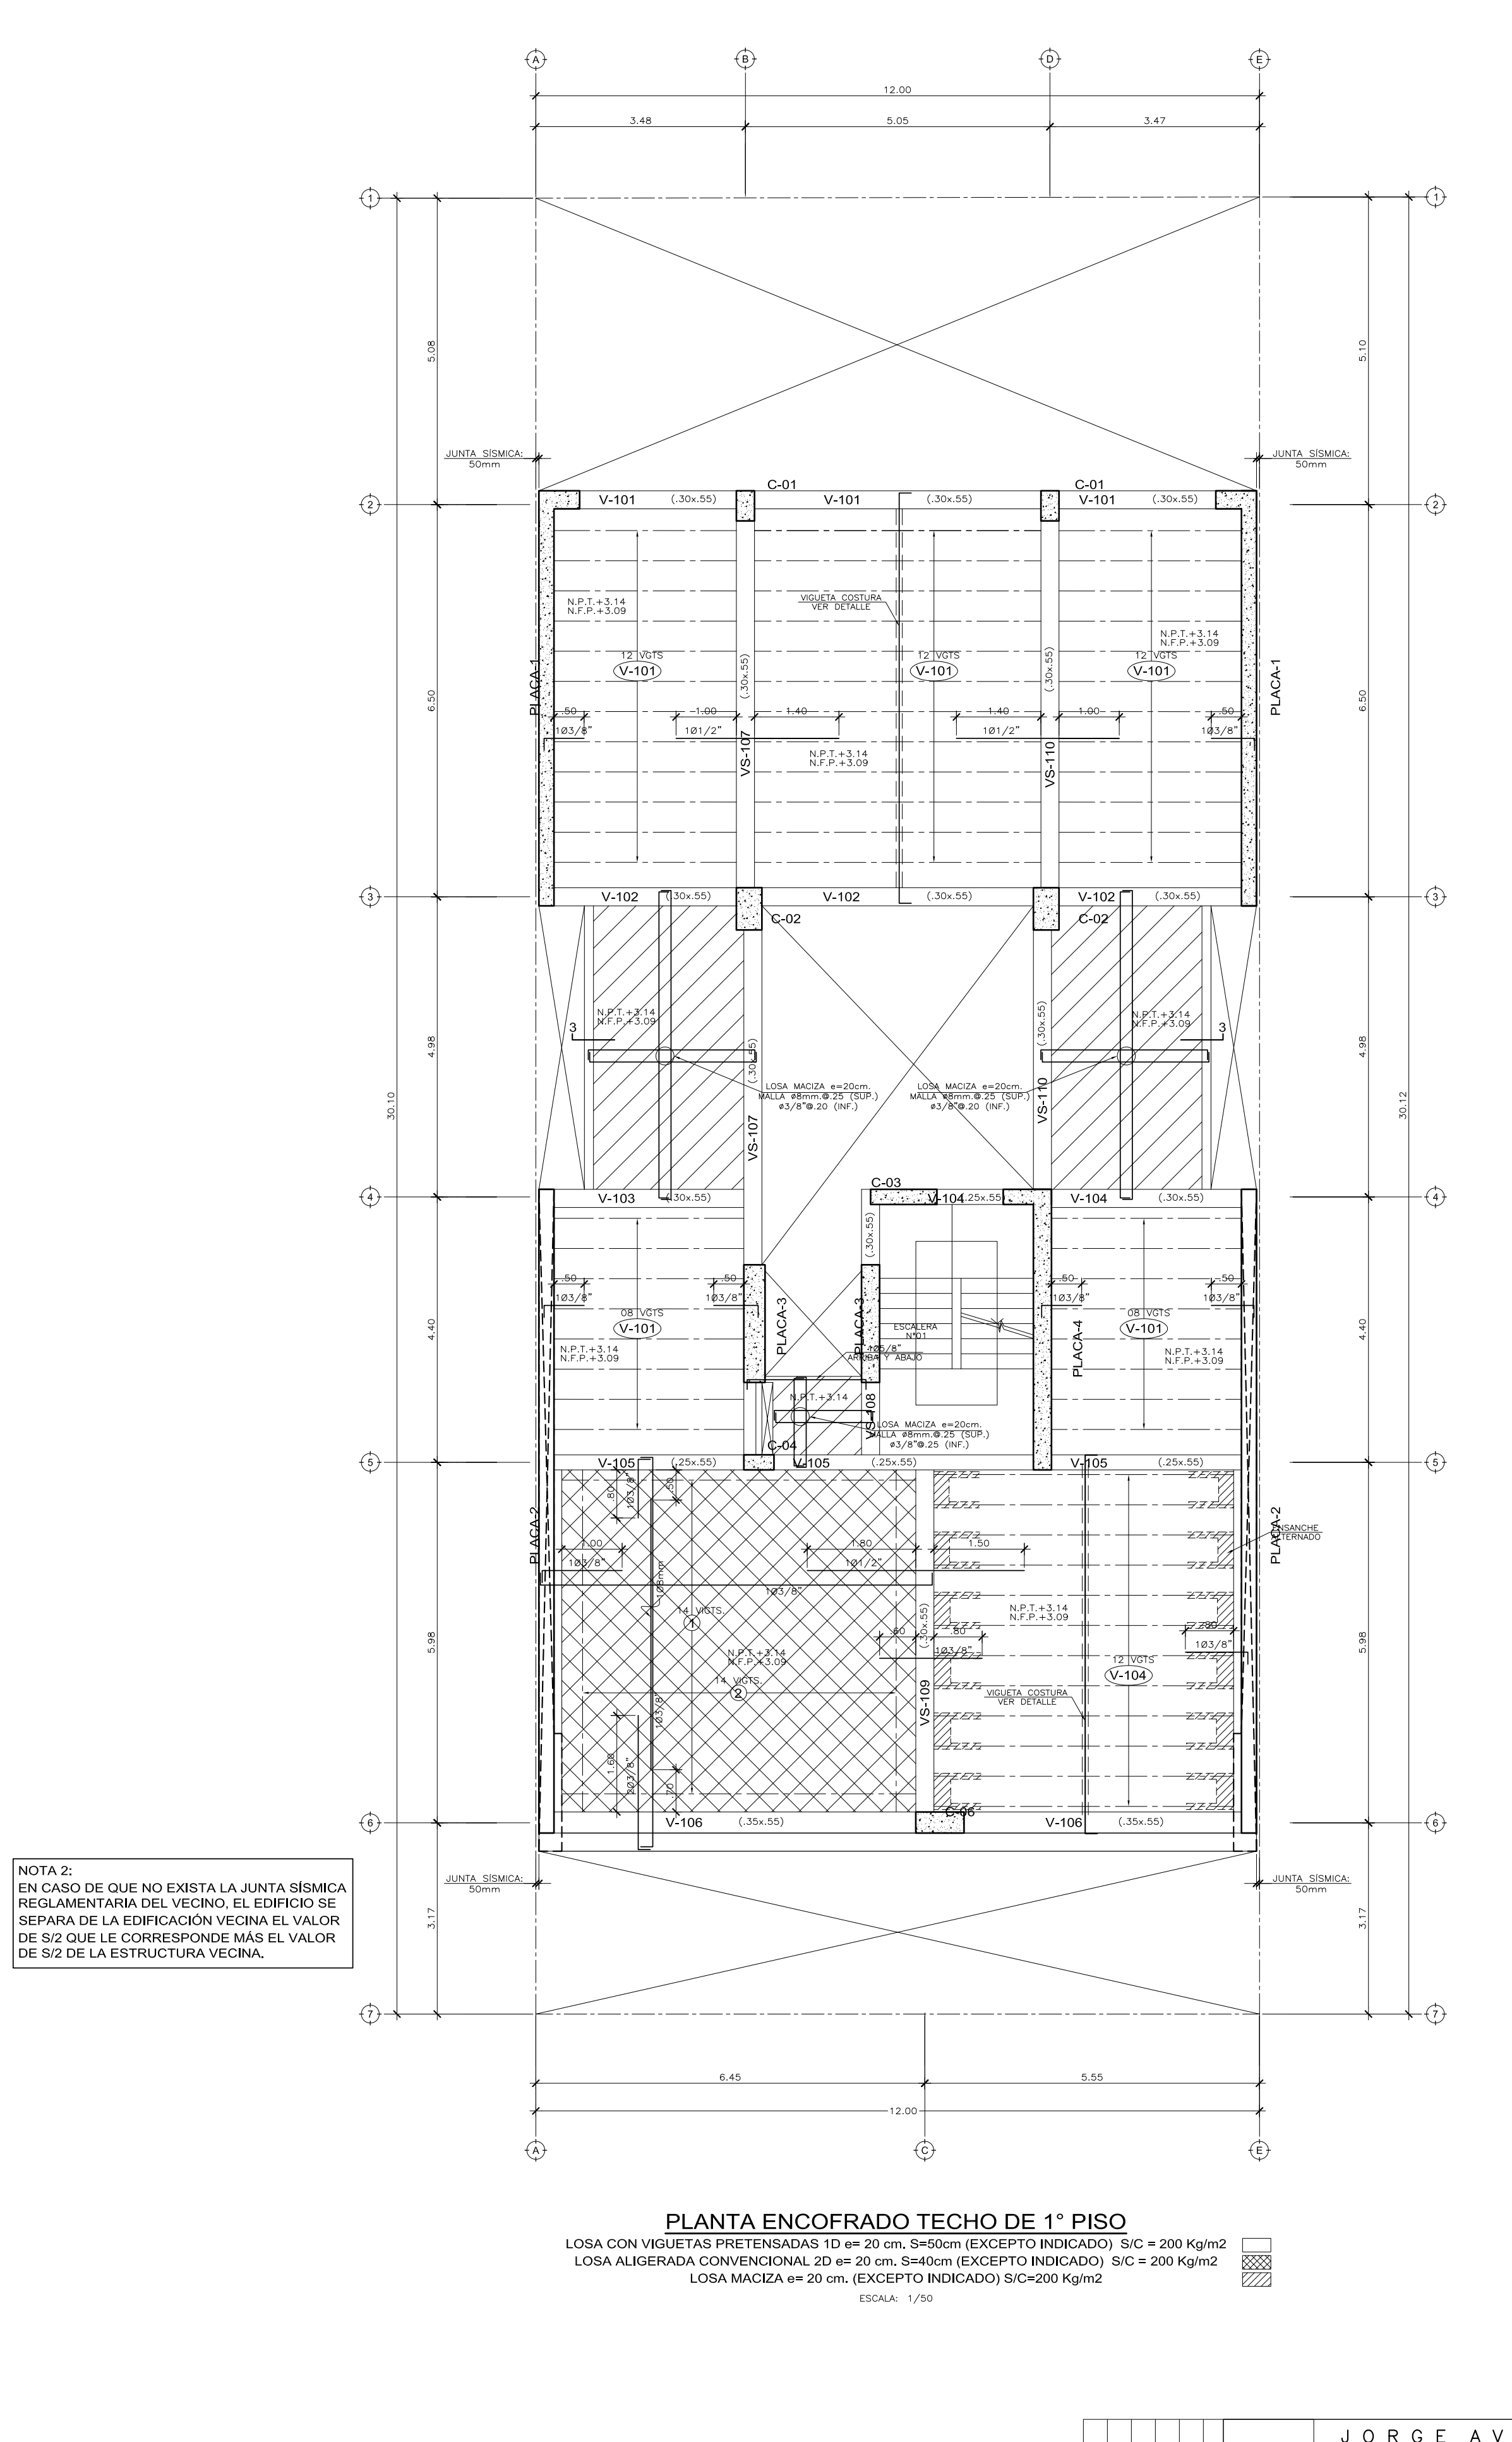 A
B
D
E
12.00
3.48
5.05
3.47
1
1
5.08
5.10
JUNTA SÍSMICA:
50mm
JUNTA SÍSMICA:
50mm
C-01
C-01
2
V-101
(.30x.55)
V-101
(.30x.55)
V-101
(.30x.55)
2
N.P.T.+3.14
N.F.P.+3.09
VIGUETA COSTURA
VER DETALLE
N.P.T.+3.14
N.F.P.+3.09
12 VGTS
V-101
12 VGTS
V-101
12 VGTS
V-101
(.30x.55)
(.30x.55)
PLACA-1
PLACA-1
6.50
6.50
.50
1.00
1.40
1.40
1.00
.50
1Ø3/8"
1Ø1/2"
1Ø1/2"
1Ø3/8"
VS-107
VS-110
N.P.T.+3.14
N.F.P.+3.09
3
V-102
(.30x.55)
V-102
(.30x.55)
V-102
(.30x.55)
3
C-02
C-02
N.P.T.+3.14
N.F.P.+3.09
N.P.T.+3.14
N.F.P.+3.09
3
3
(.30x.55)
(.30x.55)
4.98
4.98
30.10
30.12
LOSA MACIZA e=20cm.
MALLA ø8mm.@.25 (SUP.)
ø3/8"@.20 (INF.)
LOSA MACIZA e=20cm.
MALLA ø8mm.@.25 (SUP.)
ø3/8"@.20 (INF.)
VS-107
VS-110
C-03
4
V-103
(.30x.55)
V-104
(.25x.55)
V-104
(.30x.55)
4
(.30x.55)
.50
.50
.50
.50
1Ø3/8"
1Ø3/8"
1Ø3/8"
1Ø3/8"
08 VGTS
V-101
08 VGTS
V-101
PLACA-3
PLACA-3
PLACA-4
ESCALERA
N°01
4.40
4.40
4Ø5/8"
ARRIBA Y ABAJO
N.P.T.+3.14
N.F.P.+3.09
N.P.T.+3.14
N.F.P.+3.09
N.P.T.+3.14
VS-108
LOSA MACIZA e=20cm.
MALLA ø8mm.@.25 (SUP.)
ø3/8"@.25 (INF.)
C-04
5
V-105
(.25x.55)
V-105
(.25x.55)
V-105
(.25x.55)
5
.80
1Ø3/8"
.50
PLACA-2
PLACA-2
ENSANCHE
ALTERNADO
1.00
1Ø3/8"
1.80
1.50
1Ø1/2"
1Ø8mm
1Ø3/8"
14 VIGTS.
1
N.P.T.+3.14
N.F.P.+3.09
14 VIGTS.
2
N.P.T.+3.14
N.F.P.+3.09
(.30x.55)
.80
1Ø3/8"
.80
1Ø3/8"
5.98
5.98
12 VGTS
V-104
VIGUETA COSTURA
VER DETALLE
VS-109
1Ø3/8"
1.60
2Ø3/8"
.70
C-06
6
V-106
(.35x.55)
V-106
(.35x.55)
6
NOTA 2:
EN CASO DE QUE NO EXISTA LA JUNTA SÍSMICA
REGLAMENTARIA DEL VECINO, EL EDIFICIO SE
SEPARA DE LA EDIFICACIÓN VECINA EL VALOR
DE S/2 QUE LE CORRESPONDE MÁS EL VALOR
DE S/2 DE LA ESTRUCTURA VECINA.
JUNTA SÍSMICA:
50mm
JUNTA SÍSMICA:
50mm
3.17
3.17
7
7
6.45
5.55
12.00
A
C
E
PLANTA ENCOFRADO TECHO DE 1° PISO
LOSA CON VIGUETAS PRETENSADAS 1D e= 20 cm. S=50cm (EXCEPTO INDICADO) S/C = 200 Kg/m2
LOSA ALIGERADA CONVENCIONAL 2D e= 20 cm. S=40cm (EXCEPTO INDICADO) S/C = 200 Kg/m2
LOSA MACIZA e= 20 cm. (EXCEPTO INDICADO) S/C=200 Kg/m2
ESCALA: 1/50
JORGE AV